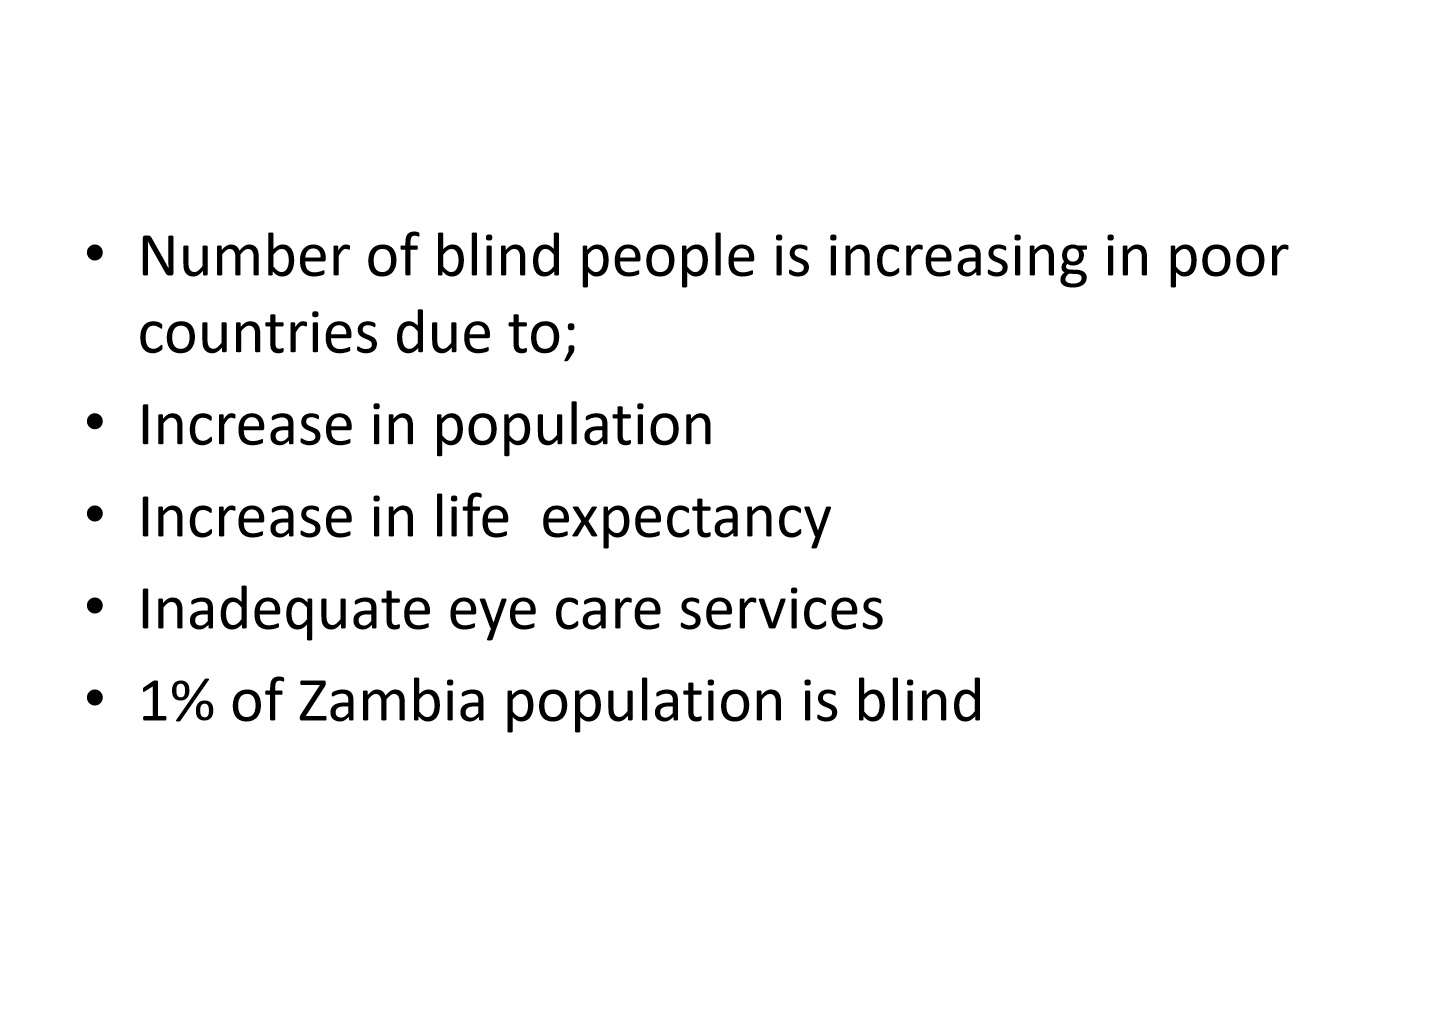 • Number of blind people is increasing in poor
countries due to;
• Increase in population
• Increase in life  expectancy
• Inadequate eye care services
• 1% of Zambia population is blind